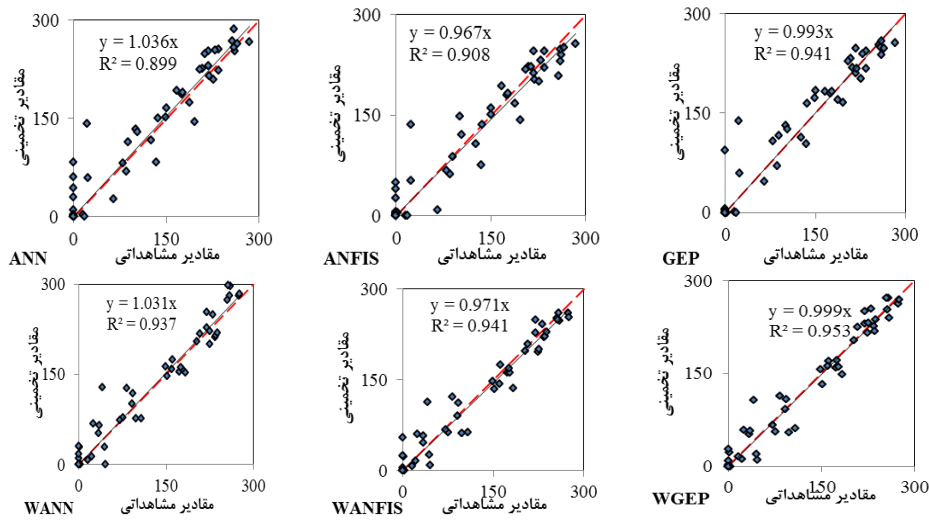 300
y = 1.036x
R² = 0.899
150
0
0
150
300
مقادیر تخمینی
مقادیر مشاهداتی
ANN
300
y = 0.967x
R² = 0.908
150
0
0
150
300
مقادیر تخمینی
مقادیر مشاهداتی
ANFIS
300
y = 0.993x
R² = 0.941
150
0
0
150
300
مقادیر تخمینی
مقادیر مشاهداتی
GEP
300
y = 1.031x
R² = 0.937
150
0
0
150
300
مقادیر تخمینی
مقادیر مشاهداتی
WANN
300
y = 0.971x
R² = 0.941
150
0
0
150
300
مقادیر تخمینی
مقادیر مشاهداتی
WANFIS
300
y = 0.999x
R² = 0.953
150
0
0
150
300
مقادیر تخمینی
مقادیر مشاهداتی
WGEP